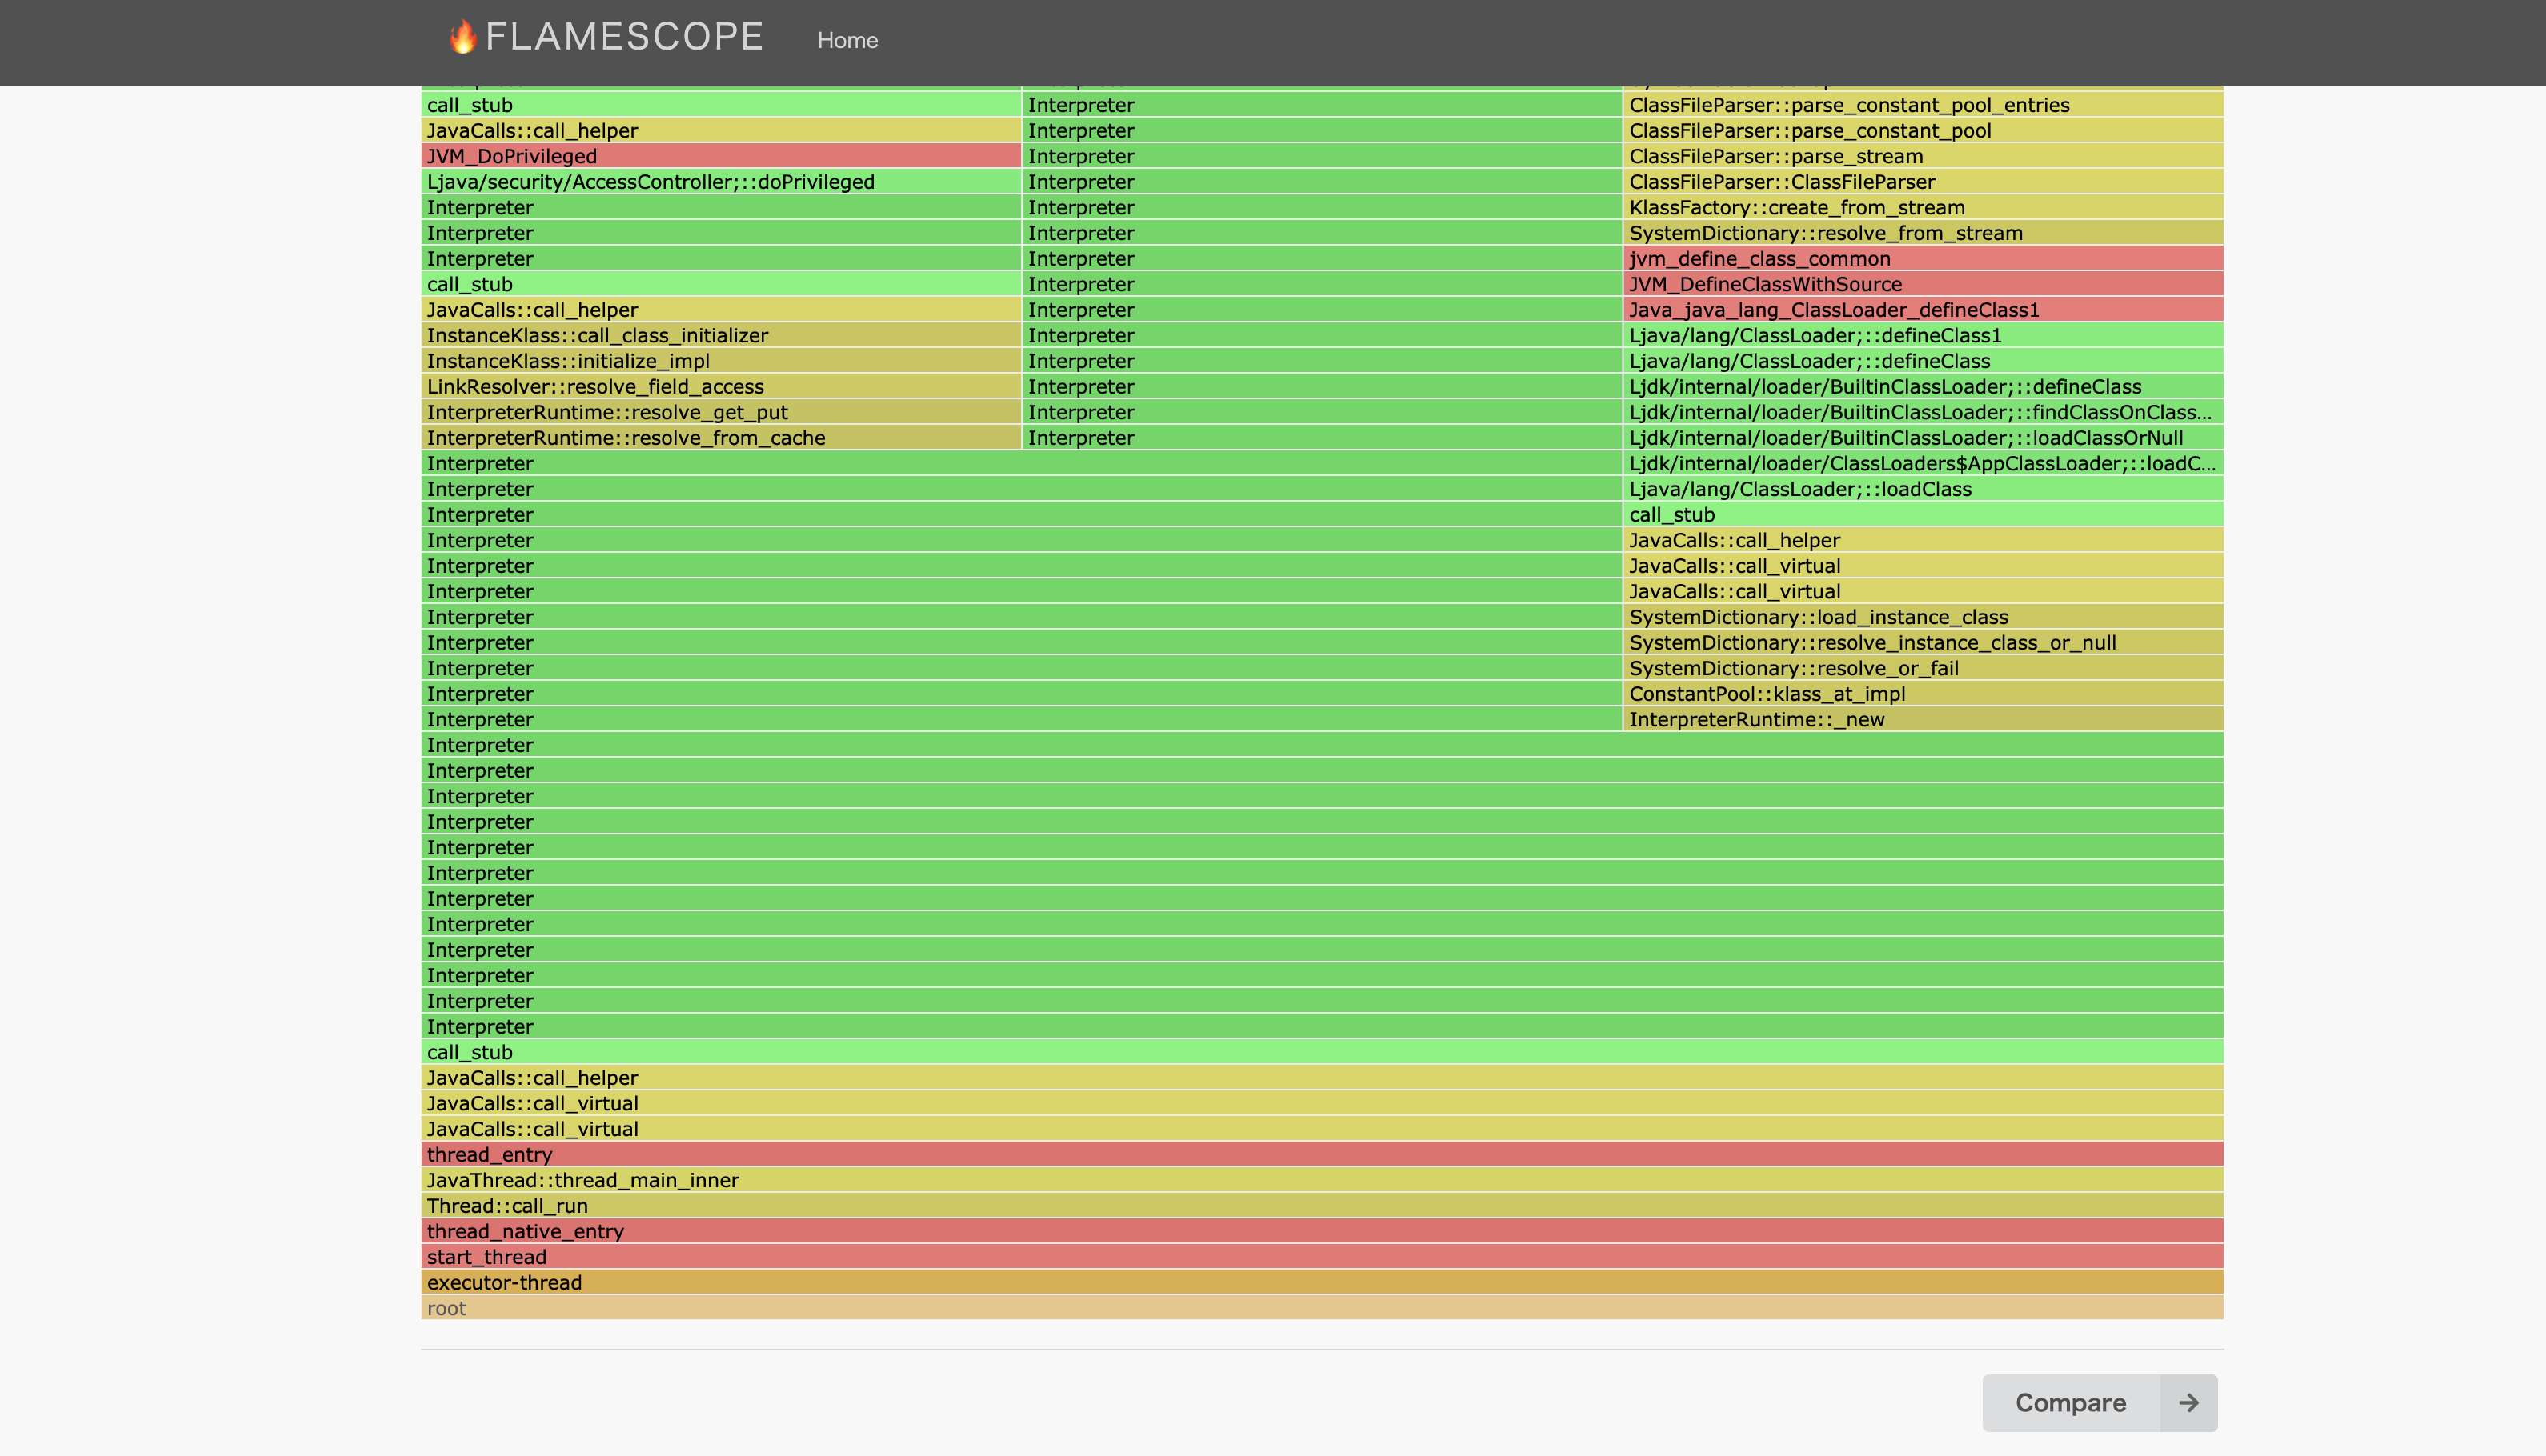 FLAMESCOPE Home
call_stub Interpreter ClassFileParser::parse_constant_pool_entries
JavaCalls::call_helper Interpreter ClassFileParser::parse_constant_pool
JVM_DoPrivileged Interpreter ClassFileParser::parse_stream
Ljava/security/AccessController;::doPrivileged Interpreter ClassFileParser::ClassFileParser
Interpreter Interpreter KlassFactory::create_from_stream
Interpreter Interpreter SystemDictionary::resolve_from_stream
Interpreter Interpreter jvm_define_class_common
call_stub Interpreter JVM_DefineClassWithSource
JavaCalls::call_helper Interpreter Java_java_lang_ClassLoader_defineClass1
InstanceKlass::call_class_initializer Interpreter Ljava/lang/ClassLoader;::defineClass1
InstanceKlass::initialize_impl Interpreter Ljava/lang/ClassLoader;::defineClass
LinkResolver::resolve_field_access Interpreter Ljdk/internal/loader/BuiltinClassLoader;::defineClass
InterpreterRuntime::resolve_get_put Interpreter Ljdk/internal/loader/BuiltinClassLoader;::findClassOnClass...
InterpreterRuntime::resolve_from_cache Interpreter Ljdk/internal/loader/BuiltinClassLoader;::loadClassOrNull
Interpreter Ljdk/internal/loader/ClassLoaders$AppClassLoader;::loadC...
Interpreter Ljava/lang/ClassLoader;::loadClass
Interpreter call_stub
Interpreter JavaCalls::call_helper
Interpreter JavaCalls::call_virtual
Interpreter JavaCalls::call_virtual
Interpreter SystemDictionary::load_instance_class
Interpreter SystemDictionary::resolve_instance_class_or_null
Interpreter SystemDictionary::resolve_or_fail
Interpreter ConstantPool::klass_at_impl
Interpreter InterpreterRuntime::_new
Interpreter
Interpreter
Interpreter
Interpreter
Interpreter
Interpreter
Interpreter
Interpreter
Interpreter
Interpreter
Interpreter
Interpreter
call_stub
JavaCalls::call_helper
JavaCalls::call_virtual
JavaCalls::call_virtual
thread_entry
JavaThread::thread_main_inner
Thread::call_run
thread_native_entry
start_thread
executor-thread
root
Compare →